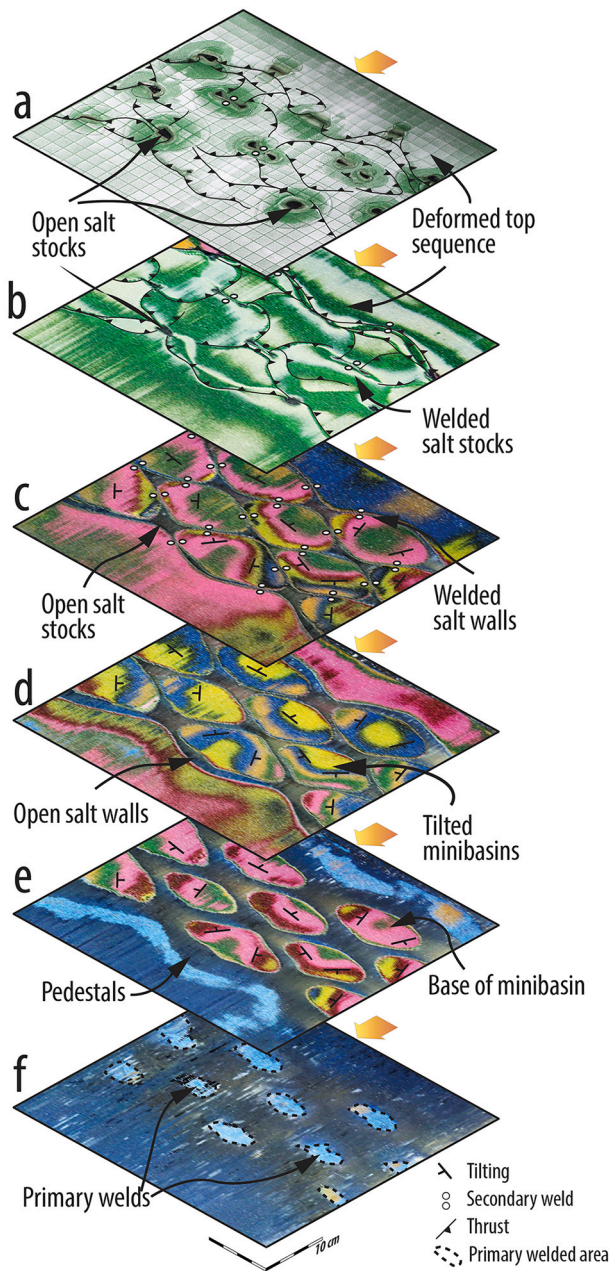 a
Open salt
stocks
Deformed top
sequence
b
Welded
salt stocks
c
Open salt
stocks
Welded
salt walls
d
Open salt walls
Tilted
minibasins
e
Pedestals
Base of minibasin
f
Primary welds
10 cm
Tilting
Secondary weld
Thrust
Primary welded area